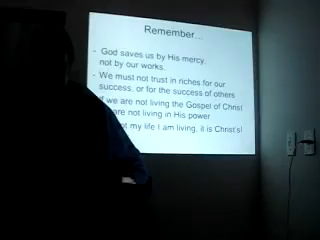 Remember...
- God saves us by His mercy,
not by our works.
- We must not trust in riches for our
success, or for the success of others
If we are not living the Gospel of Christ
are not living in His power
my life I am living, it is Christ's!